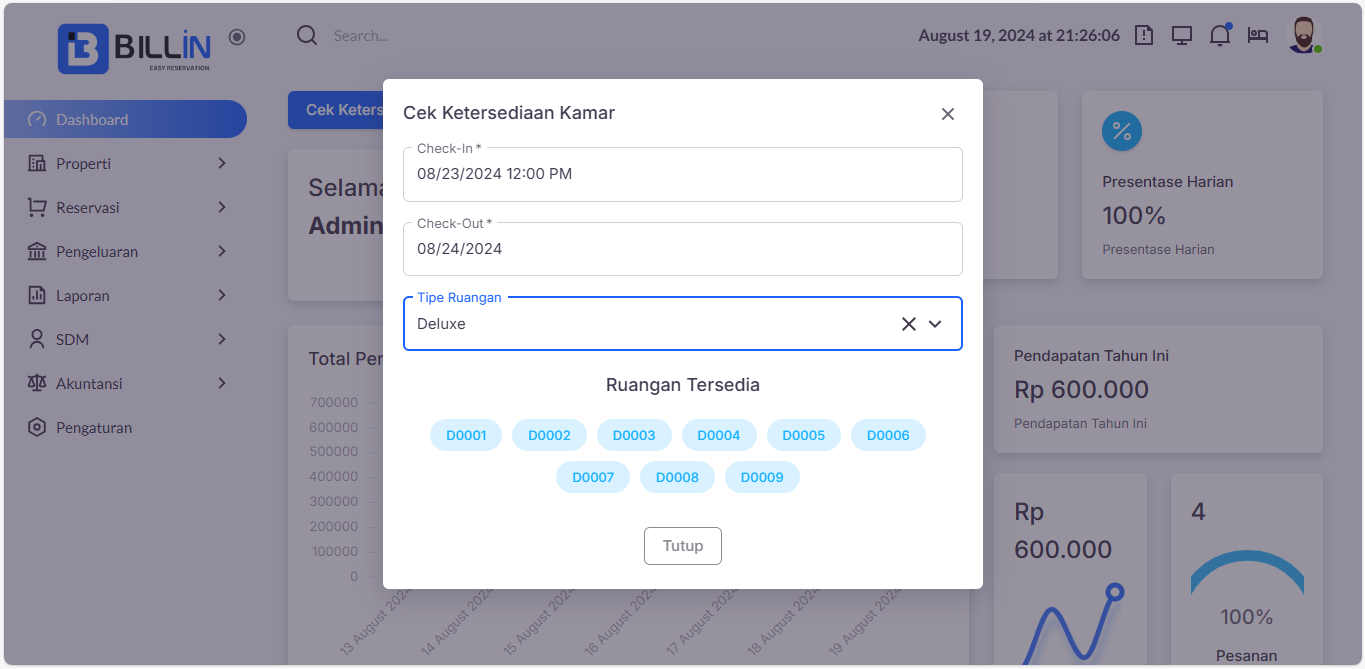 BILLiN
EASY RESERVATION
Search...
August 19, 2024 at 21:26:06
Dashboard
Properti
Reservasi
Pengeluaran
Laporan
SDM
Akuntansi
Pengaturan
Cek Keters
Selama
Admin
Cek Ketersediaan Kamar
Check-In *
08/23/2024 12:00 PM
Check-Out *
08/24/2024
Tipe Ruangan
Deluxe
Ruangan Tersedia
D0001 D0002 D0003 D0004 D0005 D0006
D0007 D0008 D0009
Tutup
%
Presentase Harian
100%
Presentase Harian
Total Per
700000
600000
500000
400000
300000
200000
100000
0
13 August 2024
14 August 2024
15 August 2024
16 August 2024
17 August 2024
18 August 2024
19 August 2024
Pendapatan Tahun Ini
Rp 600.000
Pendapatan Tahun Ini
Rp
600.000
4
100%
Pesanan